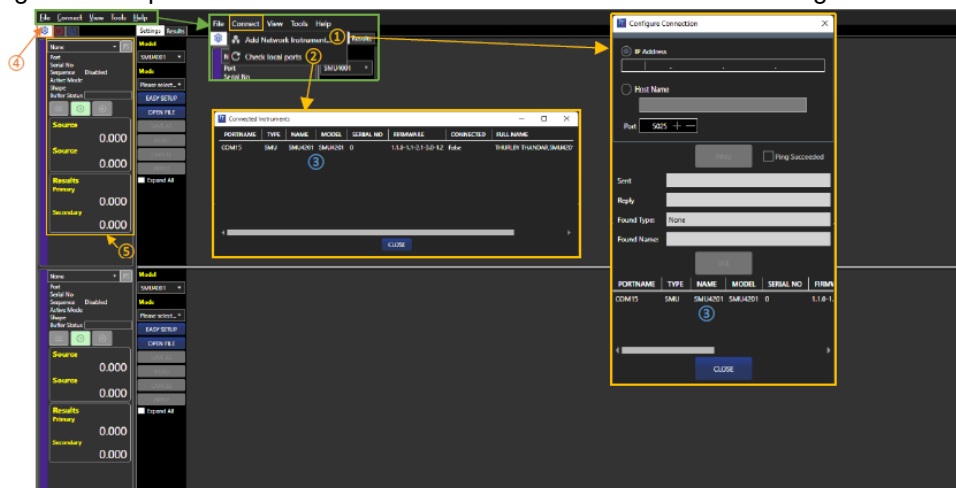 File Connect View Tools Help
Settings Results
④
None
Port
Serial No
Sequence Disabled
Active Mode
Shape
Buffer Status
Source
0.000
Source
0.000
Results
Primary
0.000
Secondary
0.000
⑤
Model
SMU4001
Mode
Please select...
EASY SETUP
OPEN FILE
Expand All
File Connect View Tools Help
Add Network Instrument... ① Results
Check local ports ②
Port SMU4001
Serial No
Connected Instruments
PORTNAME TYPE NAME MODEL SERIAL NO FIRMWARE CONNECTED FULL NAME
COM15 SMU SMU4201 SMU4201 0 1.1.0-1.1-2.1-3.0-1.2 False THURLBY THANDAR,SMU420
③
CLOSE
Configure Connection
IP Address
. . .
Host Name
Port 5025 + −
PING Ping Succeeded
Sent
Reply
Found Type: None
Found Name:
PORTNAME TYPE NAME MODEL SERIAL NO FIRMW
COM15 SMU SMU4201 SMU4201 0 1.1.0-1.
③
CLOSE
None
Port
Serial No
Sequence Disabled
Active Mode
Shape
Buffer Status
Source
0.000
Source
0.000
Results
Primary
0.000
Secondary
0.000
Model
SMU4001
Mode
Please select...
EASY SETUP
OPEN FILE
Expand All